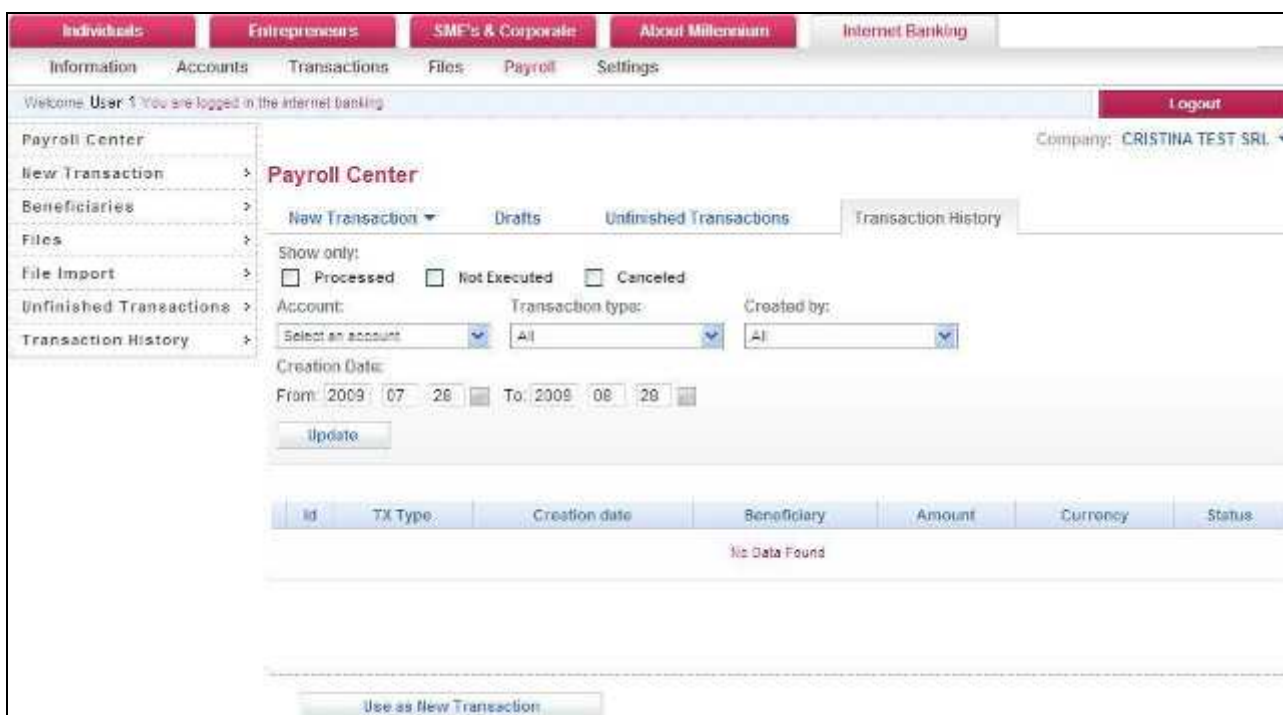 Individuals Entrepreneurs SME's & Corporate About Millennium Internet Banking
Information Accounts Transactions Files Payroll Settings
Welcome User 1 You are logged in the internet banking Logout
Company: CRISTINA TEST SRL
Payroll Center
New Transaction
Beneficiaries
Files
File Import
Unfinished Transactions
Transaction History
Payroll Center
New Transaction Drafts Unfinished Transactions Transaction History
Show only:
Processed Not Executed Canceled
Account: Transaction type: Created by:
Select an account All All
Creation Date:
From: 2009 07 28 To: 2009 08 28
Update
Id TX Type Creation date Beneficiary Amount Currency Status
No Data Found
Use as New Transaction